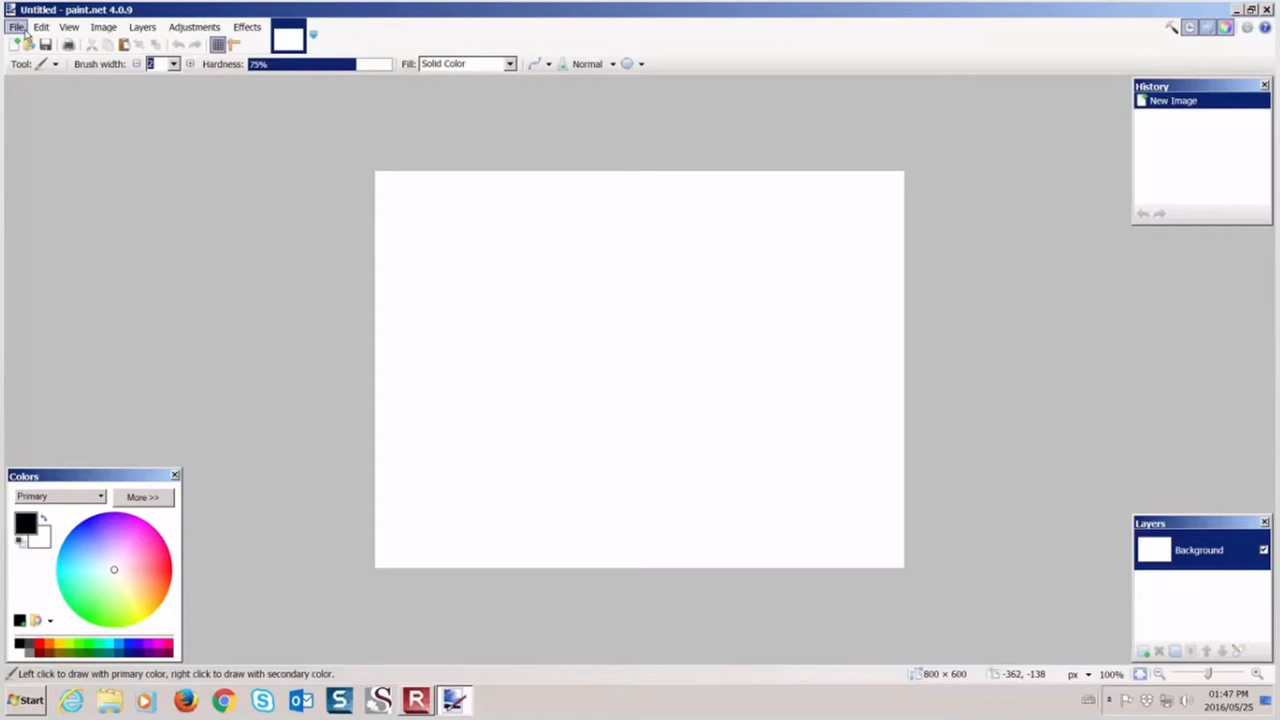 Untitled - paint.net 4.0.9
File Edit View Image Layers Adjustments Effects
Tool: Brush width: 2 Hardness: 75% Fill: Solid Color Normal
History
New Image
Colors
Primary More >>
Layers
Background
Left click to draw with primary color, right click to draw with secondary color. 800 × 600 -362, -138 px 100%
Start S S R
01:47 PM
2016/05/25